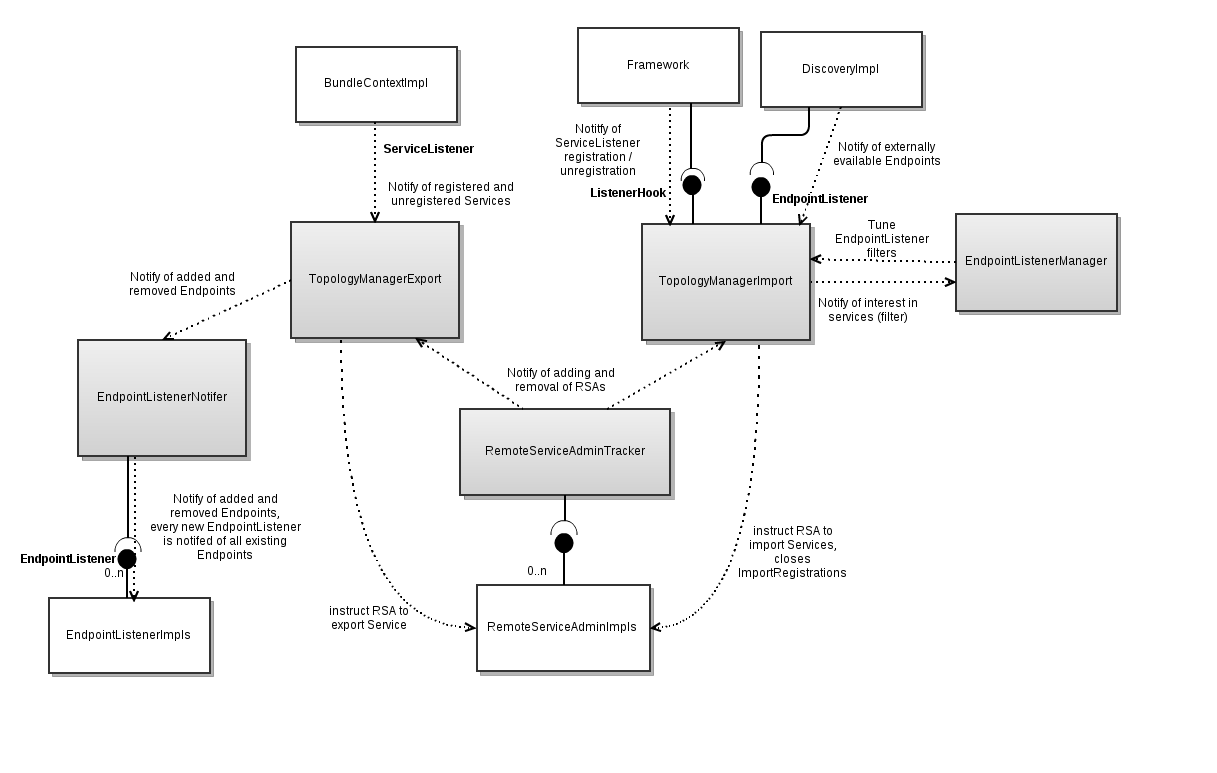 BundleContextImpl
Framework
DiscoveryImpl
ServiceListener
Notify of registered and
unregistered Services
Notitfy of
ServiceListener
registration /
unregistration
ListenerHook
Notify of externally
available Endpoints
EndpointListener
Tune
EndpointListener
filters
EndpointListenerManager
Notify of interest in
services (filter)
TopologyManagerExport
TopologyManagerImport
Notify of added and
removed Endpoints
EndpointListenerNotifer
Notify of adding and
removal of RSAs
RemoteServiceAdminTracker
Notify of added and
removed Endpoints,
every new EndpointListener
is notifed of all existing
Endpoints
EndpointListener
0..n
EndpointListenerImpls
0..n
instruct RSA to
export Service
RemoteServiceAdminImpls
instruct RSA to
import Services,
closes
ImportRegistrations